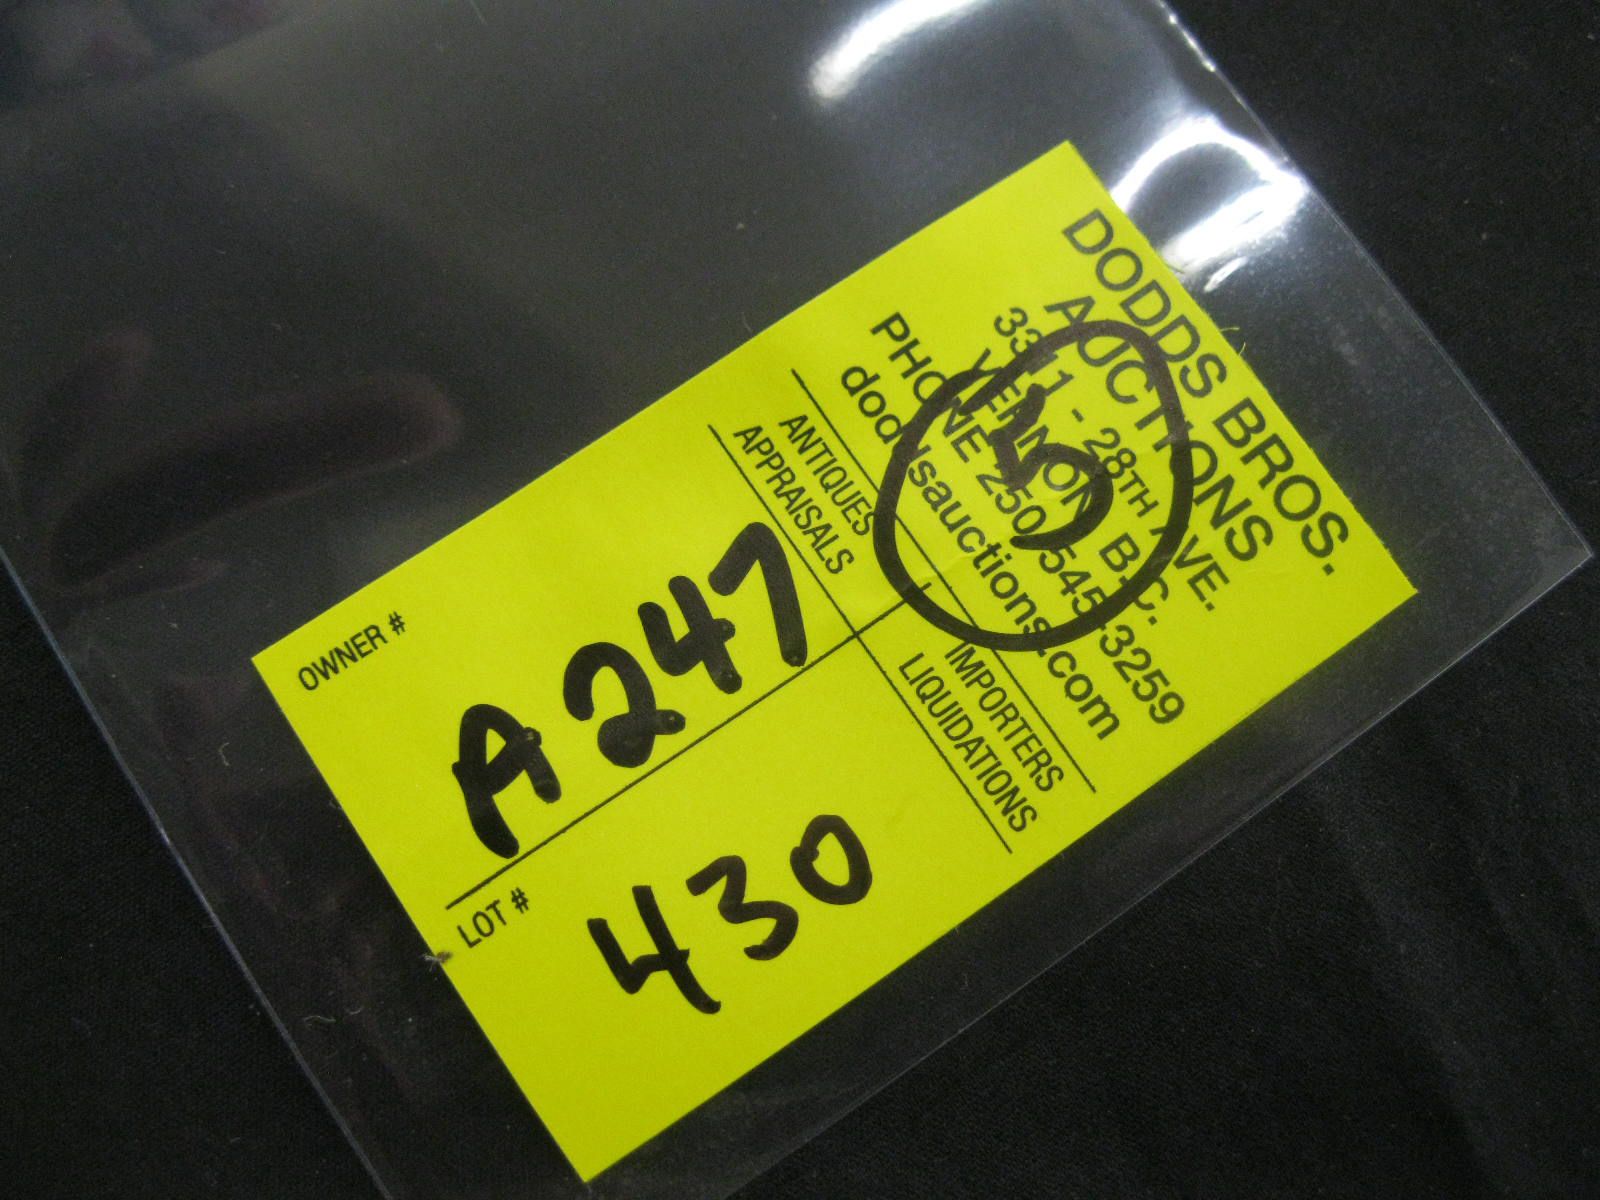 DODDS BROS.
AUCTIONS
3311 - 28TH AVE.
VERNON B.C.
PHONE 250 545-3259
doddsauctions.com
5
ANTIQUES IMPORTERS
APPRAISALS LIQUIDATIONS
OWNER #
A247
LOT #
430